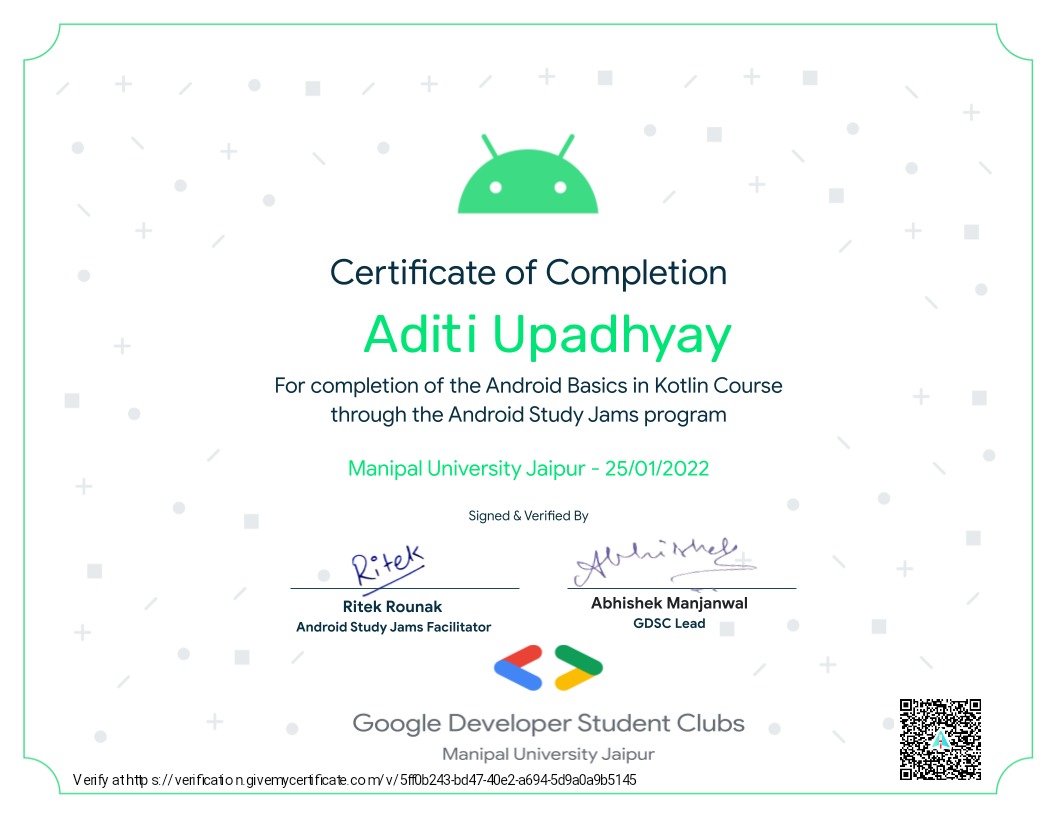 Certificate of Completion
Aditi Upadhyay
For completion of the Android Basics in Kotlin Course
through the Android Study Jams program
Manipal University Jaipur - 25/01/2022
Signed & Verified By
Ritek
Abhishek
Ritek Rounak
Abhishek Manjanwal
Android Study Jams Facilitator
GDSC Lead
Google Developer Student Clubs
Manipal University Jaipur
Verify at https://verification.givemycertificate.com/v/5ff0b243-bd47-40e2-a694-5d9a0a9b5145